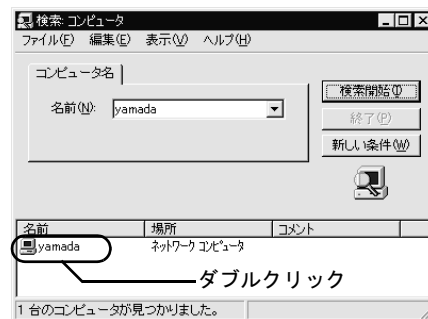 検索: コンピュータ
ファイル(F) 編集(E) 表示(V) ヘルプ(H)
コンピュータ名
名前(N): yamada
検索開始(I)
終了(P)
新しい条件(W)
名前 場所 コメント
yamada ネットワーク コンピュータ
ダブルクリック
1 台のコンピュータが見つかりました。